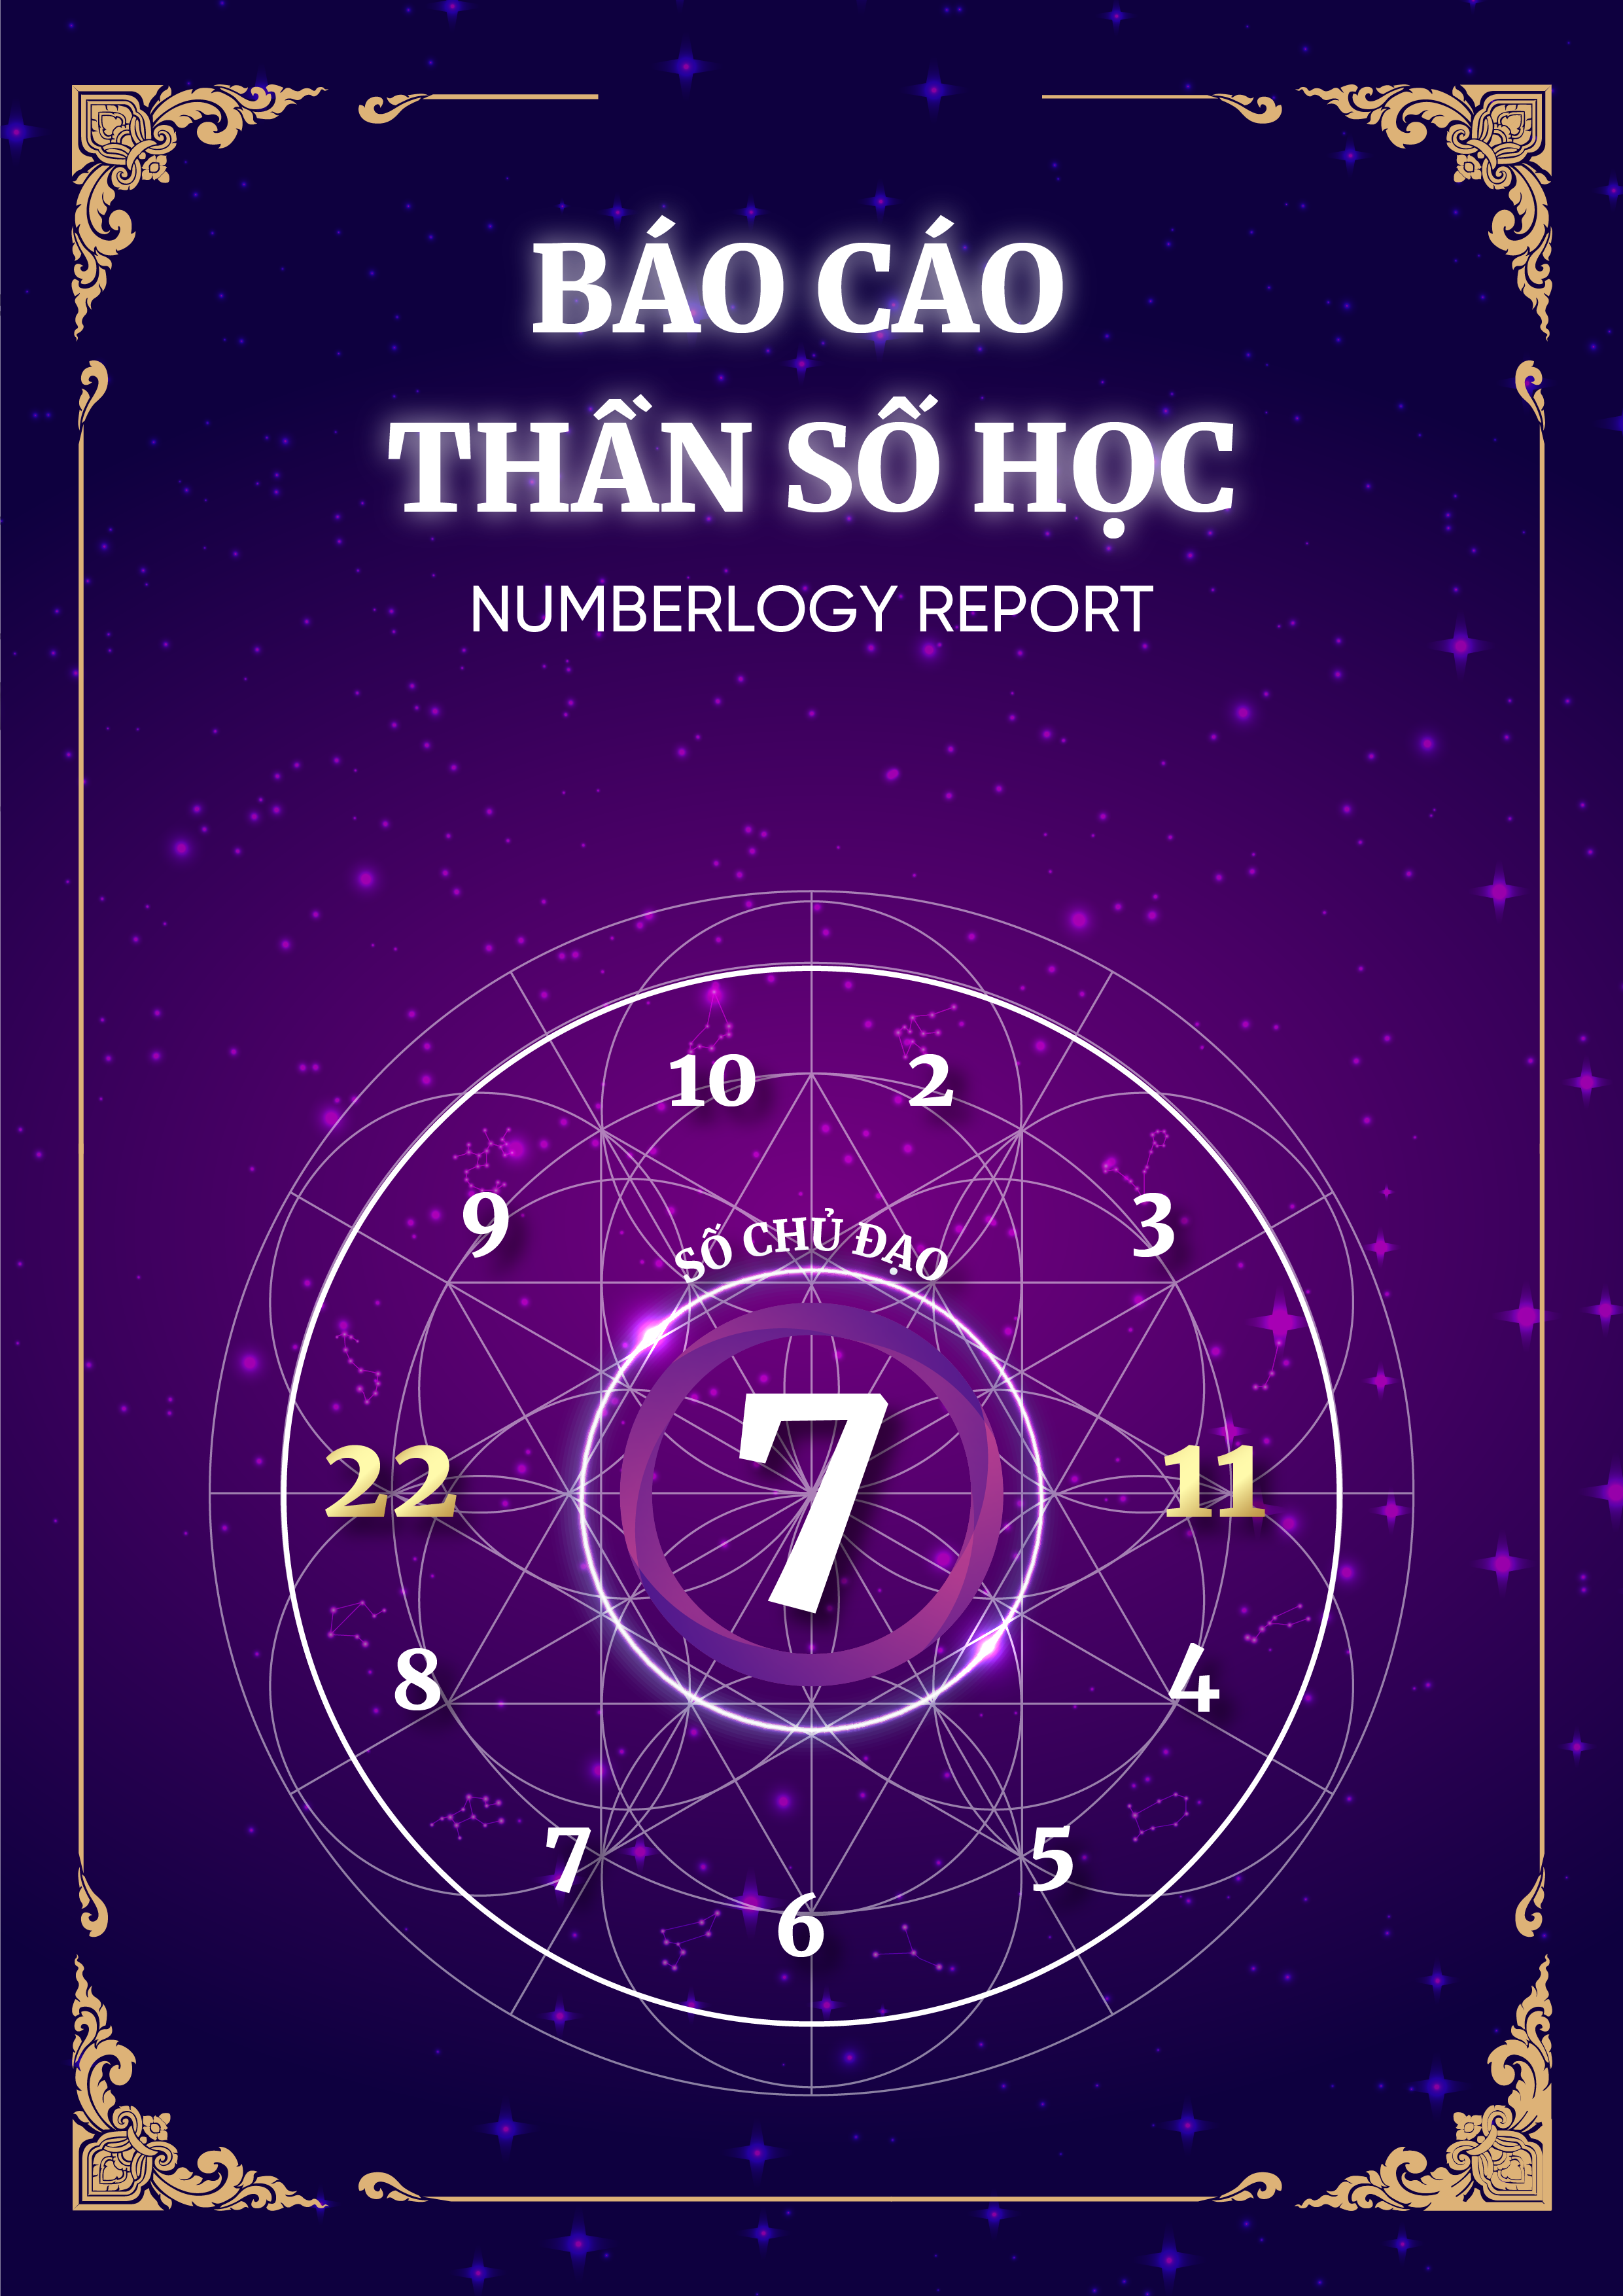 BÁO CÁO
THẦN SỐ HỌC
NUMBERLOGY REPORT
10 2
9 3
SỐ CHỦ ĐẠO
7
22 11
8 4
7 5
6